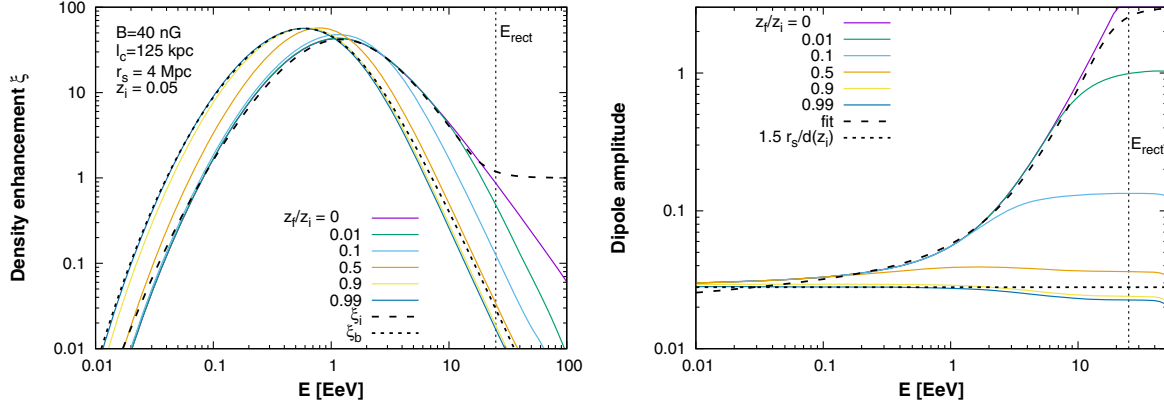 Density enhancement ξ
100
10
1
0.1
0.01
B=40 nG
l_c=125 kpc
r_s = 4 Mpc
z_i = 0.05
E_rect
z_f/z_i = 0
0.01
0.1
0.5
0.9
0.99
ξ_i
ξ_b
0.01
0.1
1
10
100
E [EeV]
Dipole amplitude
1
0.1
0.01
z_f/z_i = 0
0.01
0.1
0.5
0.9
0.99
fit
1.5 r_s/d(z_i)
E_rect
0.01
0.1
1
10
E [EeV]